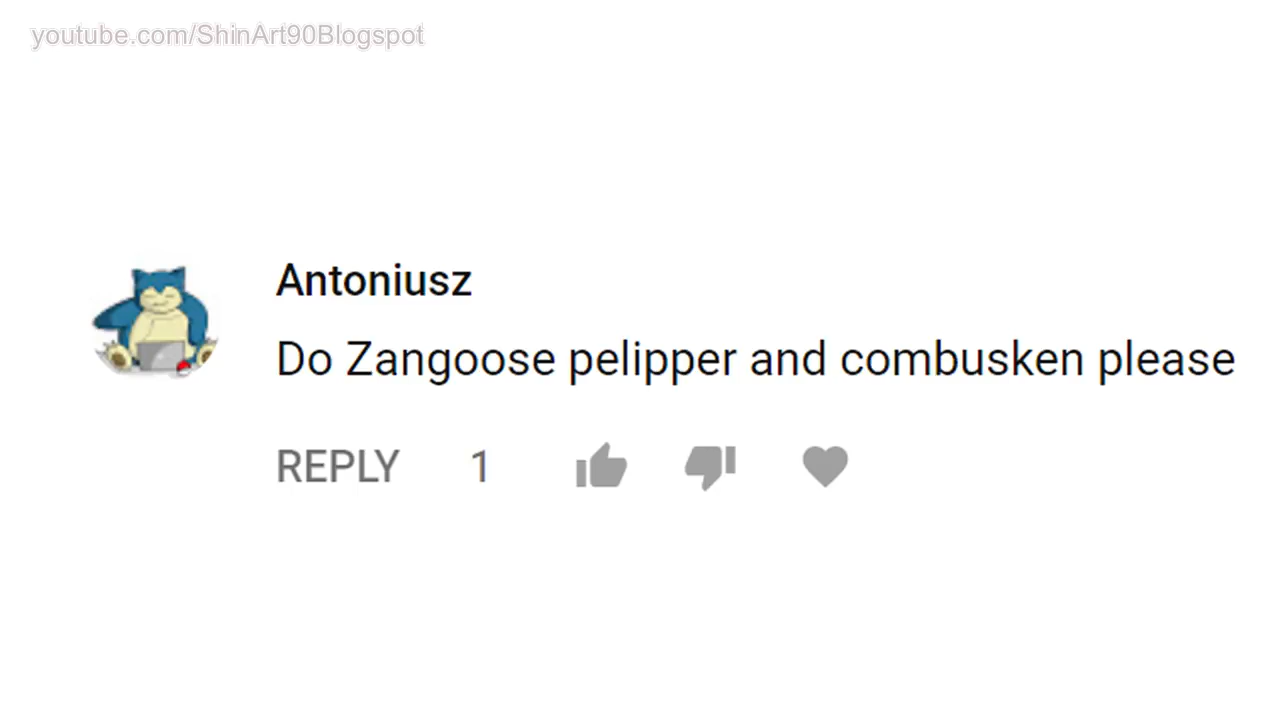 youtube.com/ShinArt90Blogspot
Antoniusz
Do Zangoose pelipper and combusken please
REPLY 1